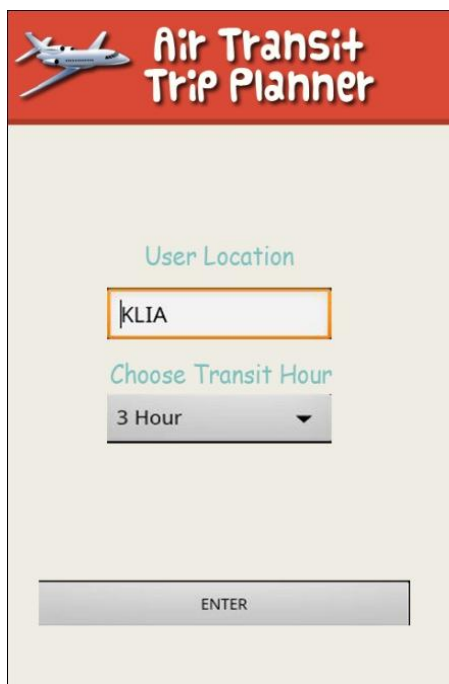 Air Transit
Trip Planner
User Location
KLIA
Choose Transit Hour
3 Hour
ENTER